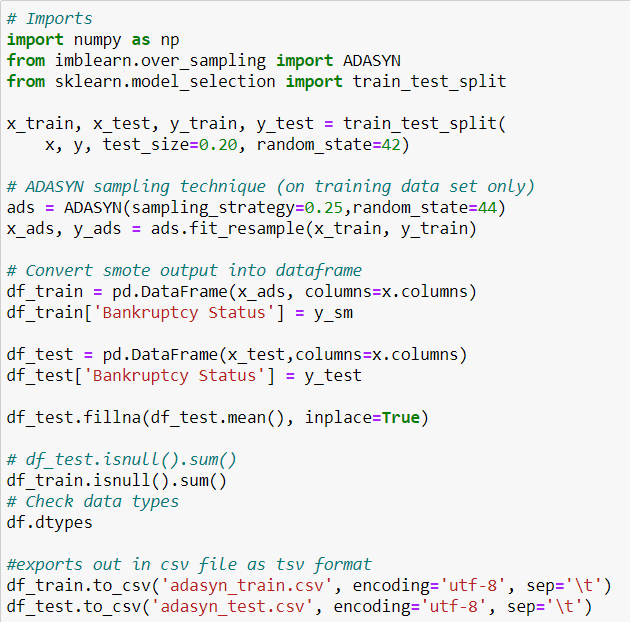 # Imports
import numpy as np
from imblearn.over_sampling import ADASYN
from sklearn.model_selection import train_test_split
x_train, x_test, y_train, y_test = train_test_split(
x, y, test_size=0.20, random_state=42)
# ADASYN sampling technique (on training data set only)
ads = ADASYN(sampling_strategy=0.25,random_state=44)
x_ads, y_ads = ads.fit_resample(x_train, y_train)
# Convert smote output into dataframe
df_train = pd.DataFrame(x_ads, columns=x.columns)
df_train['Bankruptcy Status'] = y_sm
df_test = pd.DataFrame(x_test,columns=x.columns)
df_test['Bankruptcy Status'] = y_test
df_test.fillna(df_test.mean(), inplace=True)
# df_test.isnull().sum()
df_train.isnull().sum()
# Check data types
df.dtypes
#exports out in csv file as tsv format
df_train.to_csv('adasyn_train.csv', encoding='utf-8', sep='\t')
df_test.to_csv('adasyn_test.csv', encoding='utf-8', sep='\t')